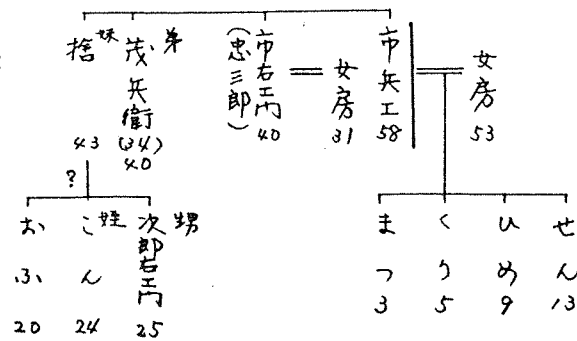 女房
53
市兵エ
58
女房
31
市右エ門
(忠三郎)
40
弟
茂兵衛
(34)
40
妹
捨
43
?
せん
13
ひめ
9
くり
5
まつ
3
甥
次郎右エ門
25
姪
こん
24
おふ
20